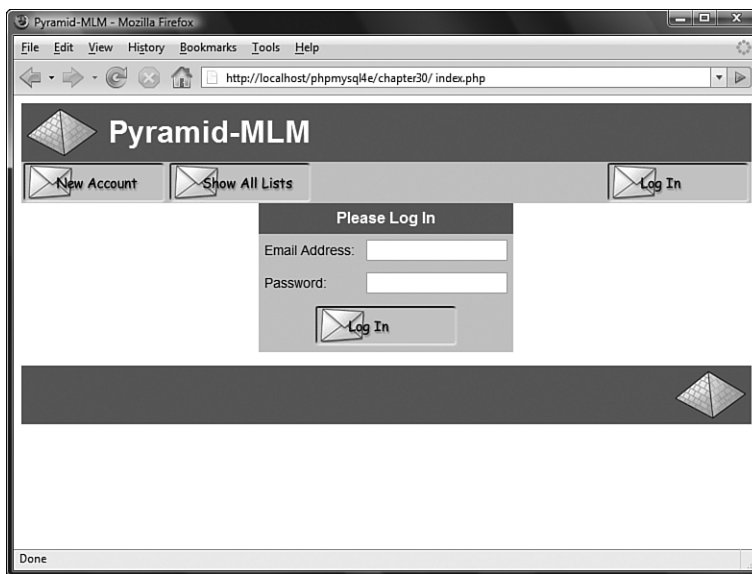 Pyramid-MLM - Mozilla Firefox
File Edit View History Bookmarks Tools Help
http://localhost/phpmysql4e/chapter30/ index.php
Pyramid-MLM
New Account Show All Lists Log In
Please Log In
Email Address:
Password:
Log In
Done